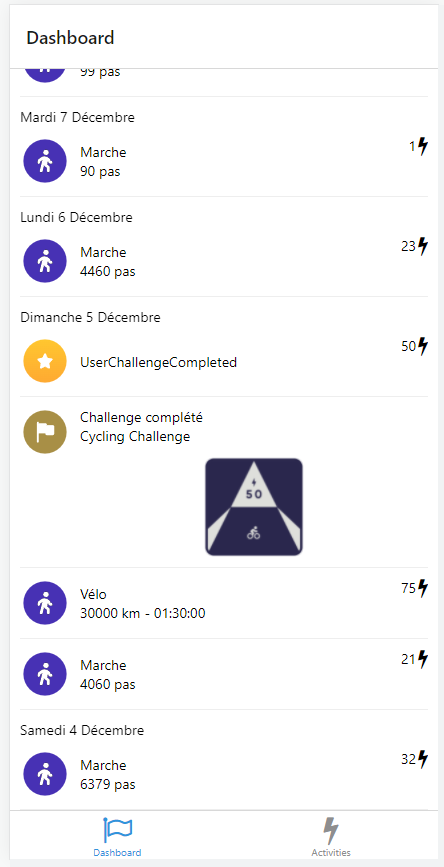 Dashboard
99 pas
Mardi 7 Décembre
Marche
1
90 pas
Lundi 6 Décembre
Marche
23
4460 pas
Dimanche 5 Décembre
50
UserChallengeCompleted
Challenge complété
Cycling Challenge
50
Vélo
75
30000 km - 01:30:00
Marche
21
4060 pas
Samedi 4 Décembre
Marche
32
6379 pas
Dashboard
Activities